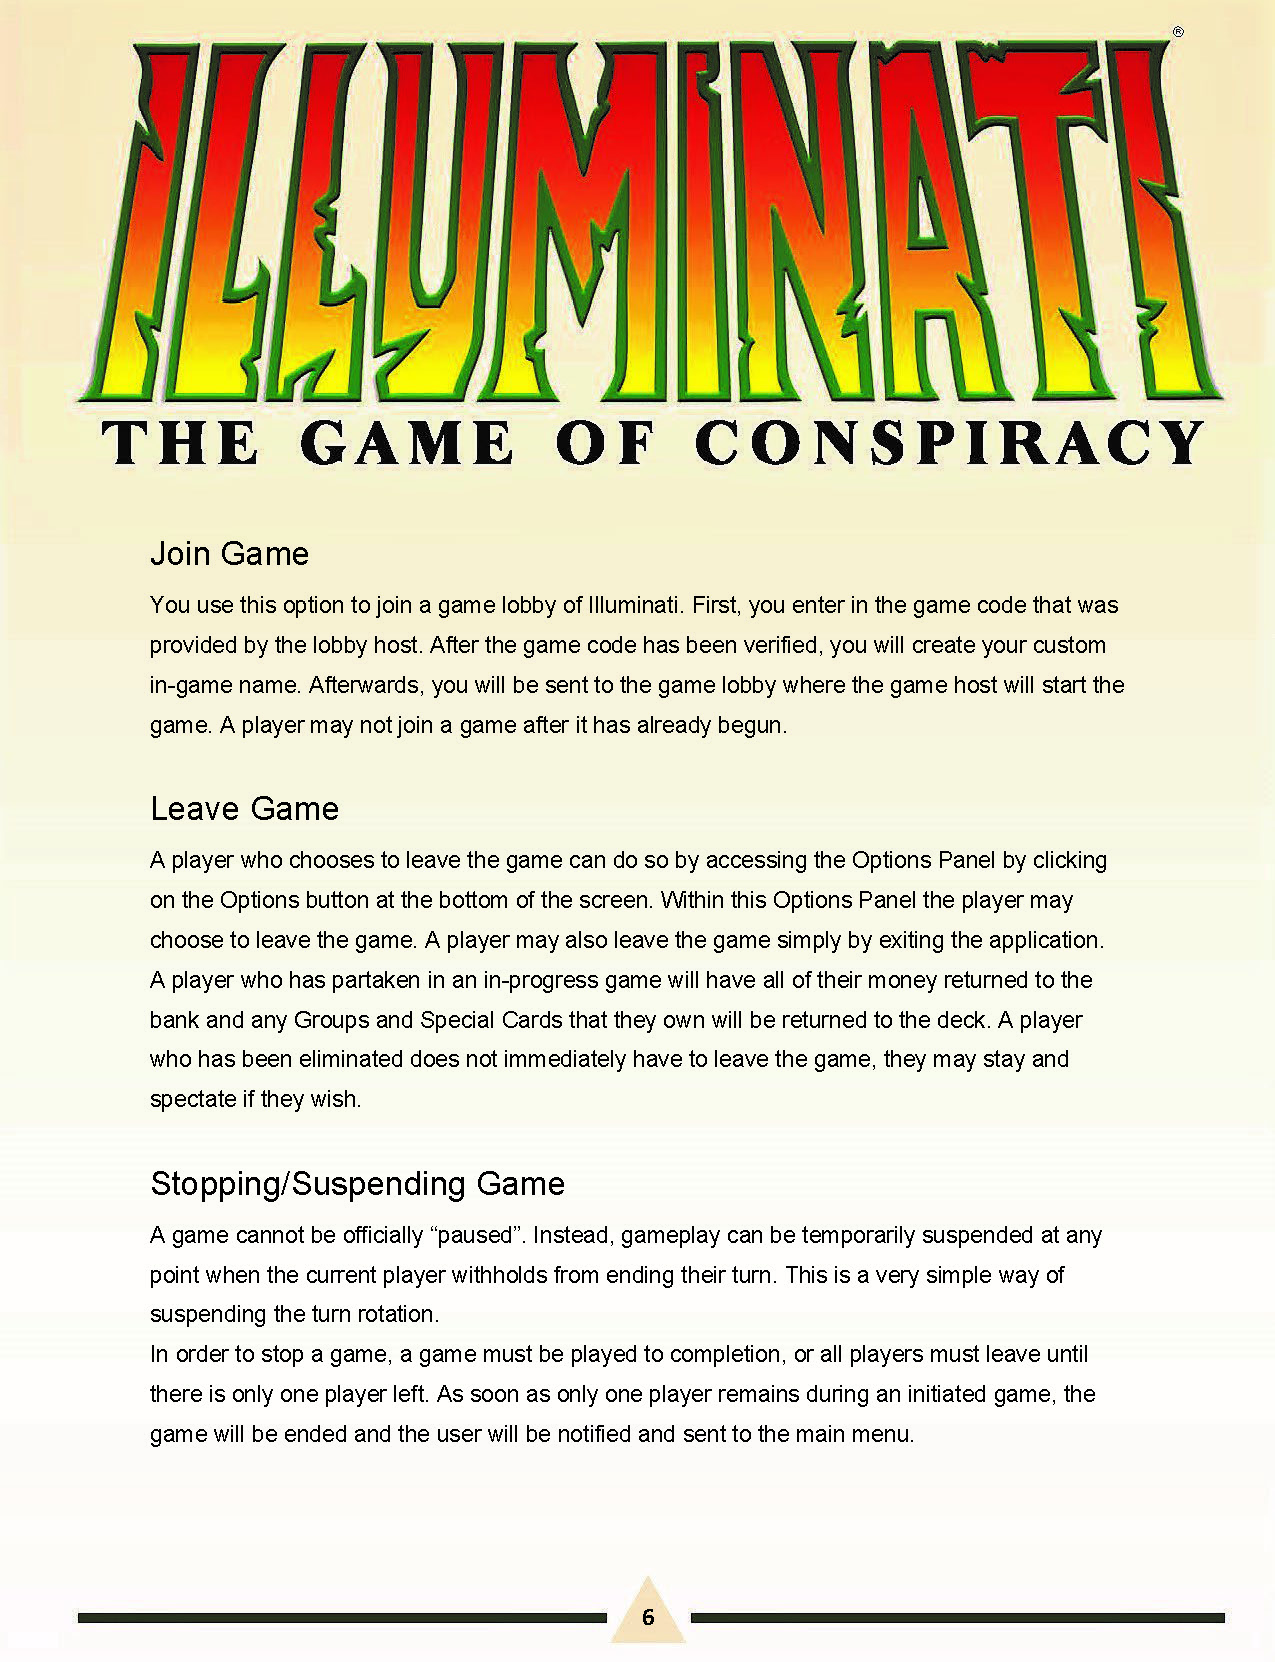 ILLUMINATI
®
THE GAME OF CONSPIRACY
Join Game
You use this option to join a game lobby of Illuminati. First, you enter in the game code that was
provided by the lobby host. After the game code has been verified, you will create your custom
in-game name. Afterwards, you will be sent to the game lobby where the game host will start the
game. A player may not join a game after it has already begun.
Leave Game
A player who chooses to leave the game can do so by accessing the Options Panel by clicking
on the Options button at the bottom of the screen. Within this Options Panel the player may
choose to leave the game. A player may also leave the game simply by exiting the application.
A player who has partaken in an in-progress game will have all of their money returned to the
bank and any Groups and Special Cards that they own will be returned to the deck. A player
who has been eliminated does not immediately have to leave the game, they may stay and
spectate if they wish.
Stopping/Suspending Game
A game cannot be officially “paused”. Instead, gameplay can be temporarily suspended at any
point when the current player withholds from ending their turn. This is a very simple way of
suspending the turn rotation.
In order to stop a game, a game must be played to completion, or all players must leave until
there is only one player left. As soon as only one player remains during an initiated game, the
game will be ended and the user will be notified and sent to the main menu.
6